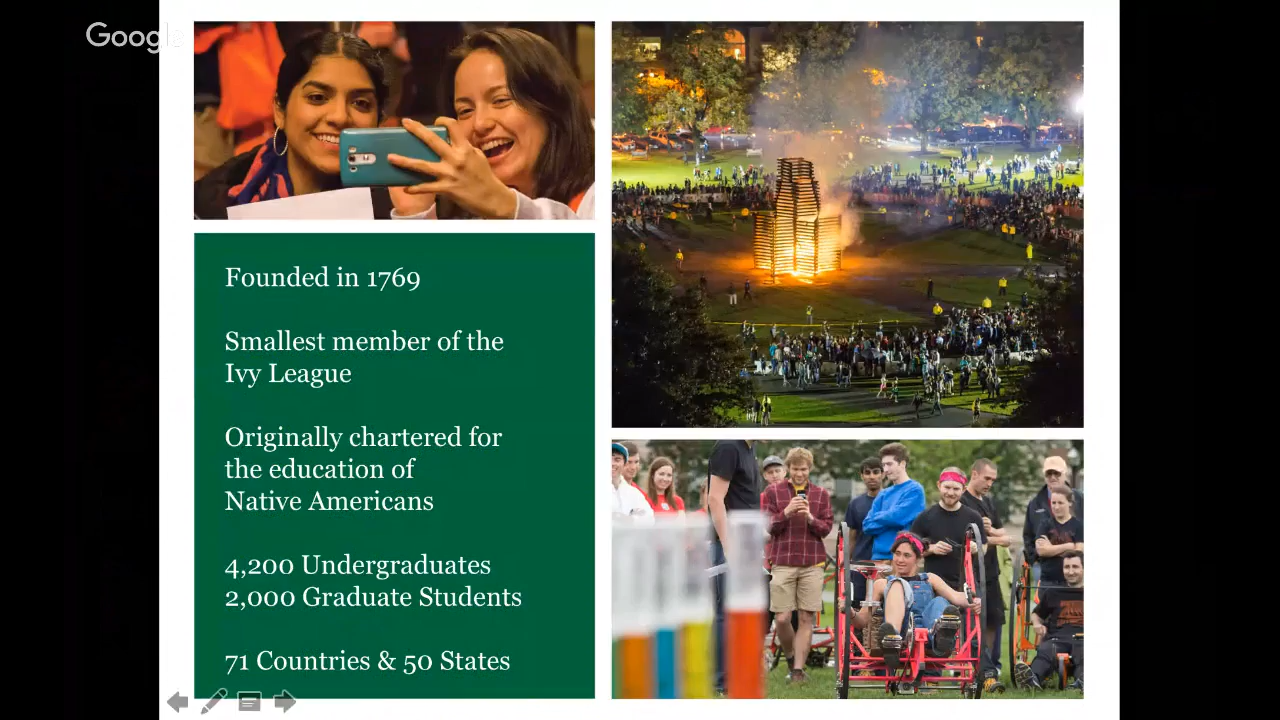 Google
Founded in 1769
Smallest member of the
Ivy League
Originally chartered for
the education of
Native Americans
4,200 Undergraduates
2,000 Graduate Students
71 Countries & 50 States